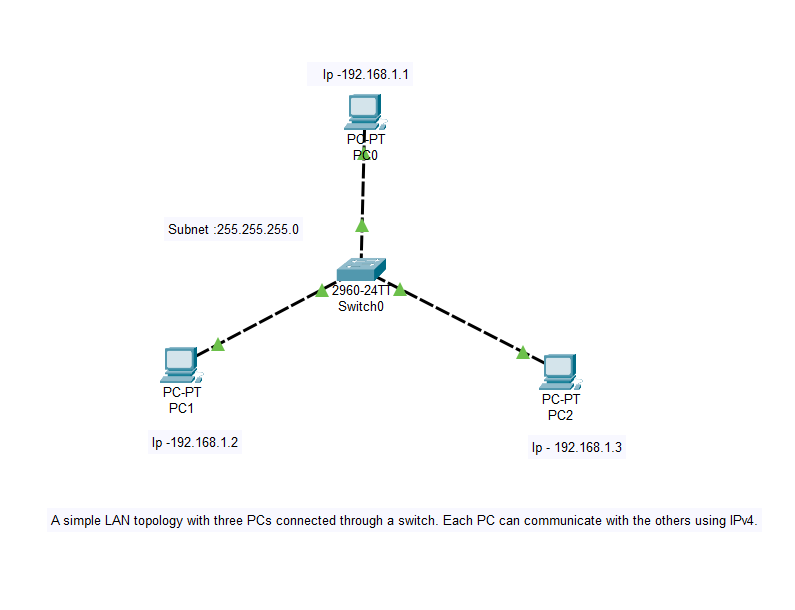 Ip -192.168.1.1
PC-PT
PC0
Subnet :255.255.255.0
2960-24TT
Switch0
PC-PT
PC1
PC-PT
PC2
Ip -192.168.1.2
Ip - 192.168.1.3
A simple LAN topology with three PCs connected through a switch. Each PC can communicate with the others using IPv4.